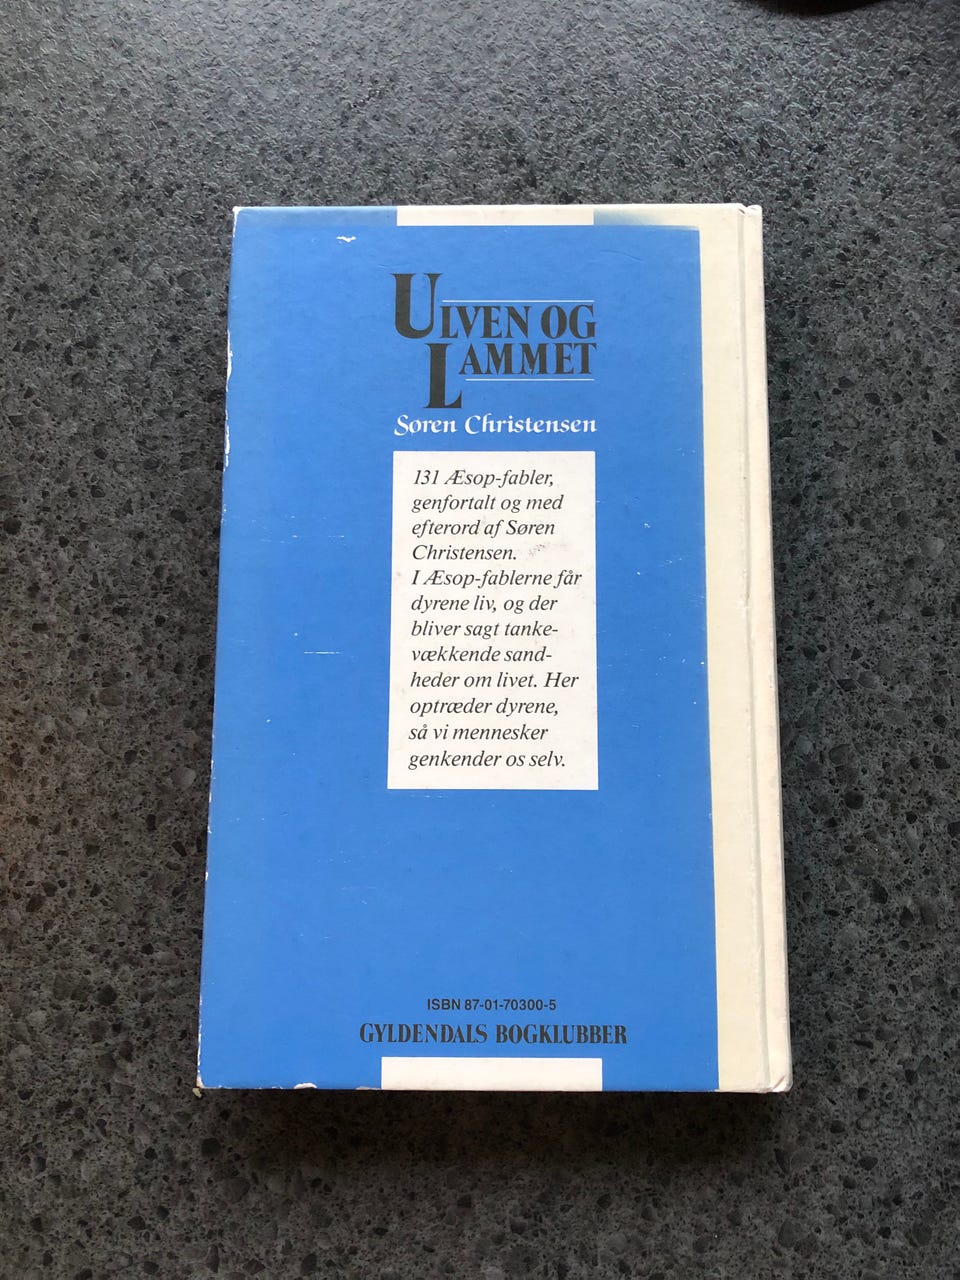 ULVEN OG
LAMMET
Søren Christensen
131 Æsop-fabler,
genfortalt og med
efterord af Søren
Christensen.
I Æsop-fablerne får
dyrene liv, og der
bliver sagt tanke-
vækkende sand-
heder om livet. Her
optræder dyrene,
så vi mennesker
genkender os selv.
ISBN 87-01-70300-5
GYLDENDALS BOGKLUBBER